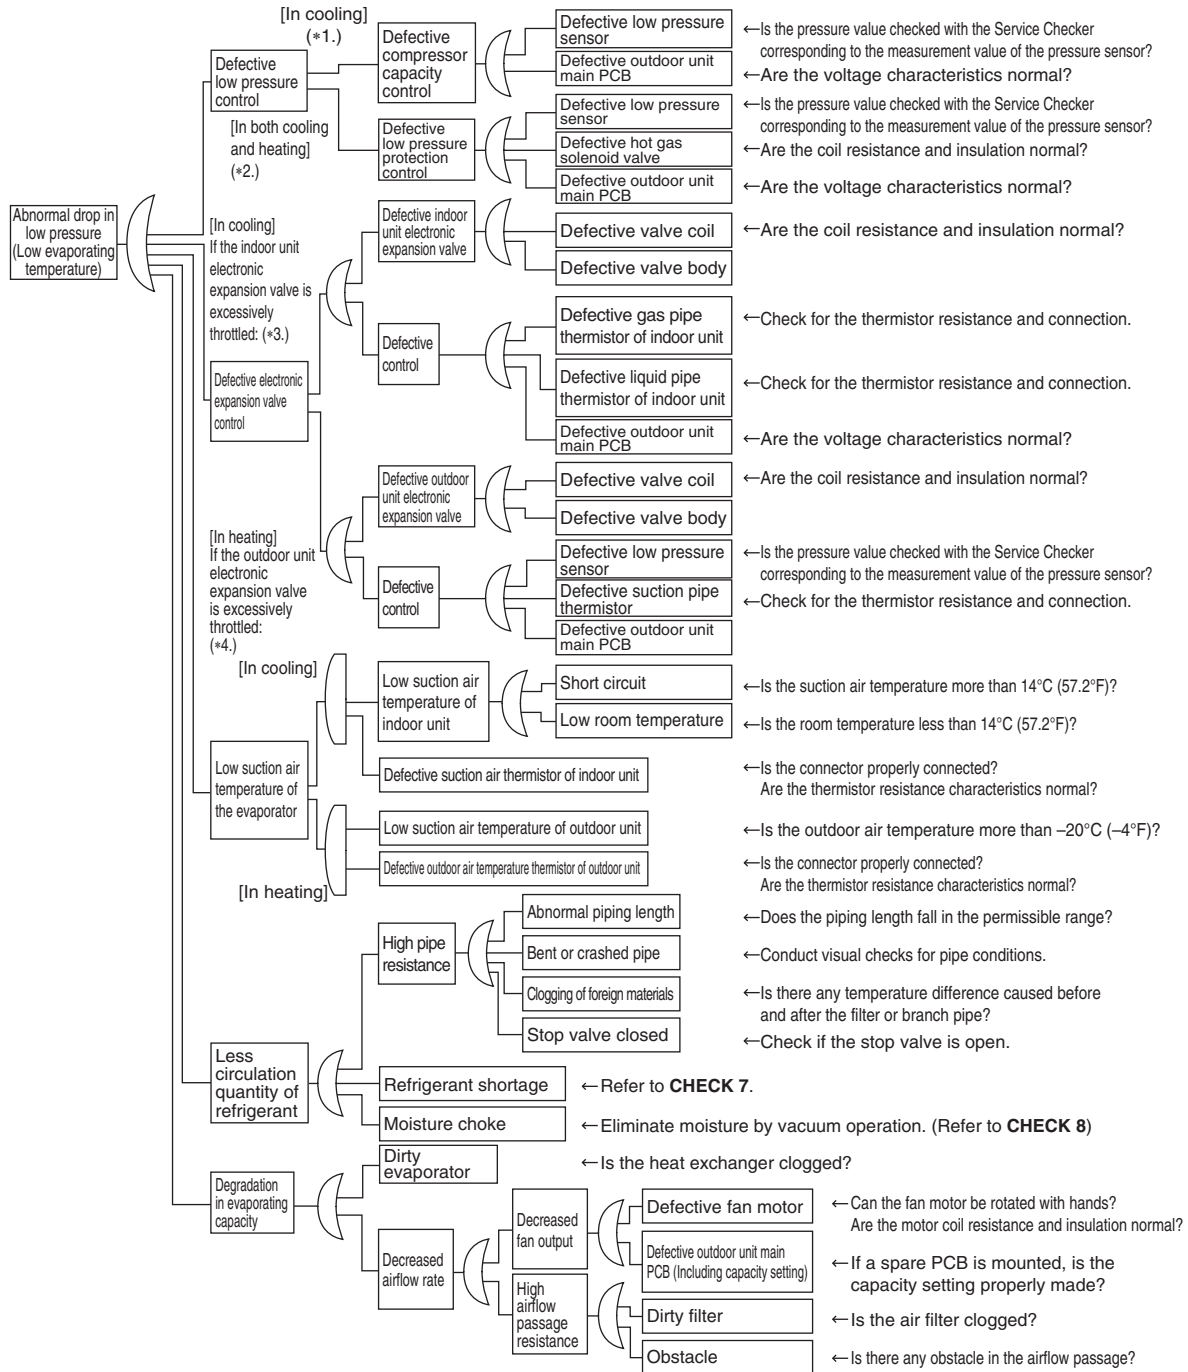 Abnormal drop in
low pressure
(Low evaporating
temperature)
[In cooling]
(*1.)
Defective
low pressure
control
[In both cooling
and heating]
(*2.)
Defective
compressor
capacity
control
Defective low pressure
sensor
←Is the pressure value checked with the Service Checker
corresponding to the measurement value of the pressure sensor?
Defective outdoor unit
main PCB
←Are the voltage characteristics normal?
Defective
low pressure
protection
control
Defective low pressure
sensor
←Is the pressure value checked with the Service Checker
corresponding to the measurement value of the pressure sensor?
Defective hot gas
solenoid valve
←Are the coil resistance and insulation normal?
Defective outdoor unit
main PCB
←Are the voltage characteristics normal?
[In cooling]
If the indoor unit
electronic
expansion valve is
excessively
throttled: (*3.)
Defective electronic
expansion valve
control
Defective indoor
unit electronic
expansion valve
Defective valve coil
←Are the coil resistance and insulation normal?
Defective valve body
Defective
control
Defective gas pipe
thermistor of indoor unit
←Check for the thermistor resistance and connection.
Defective liquid pipe
thermistor of indoor unit
←Check for the thermistor resistance and connection.
Defective outdoor unit
main PCB
←Are the voltage characteristics normal?
[In heating]
If the outdoor unit
electronic
expansion valve
is excessively
throttled:
(*4.)
Defective outdoor
unit electronic
expansion valve
Defective valve coil
←Are the coil resistance and insulation normal?
Defective valve body
Defective
control
Defective low pressure
sensor
←Is the pressure value checked with the Service Checker
corresponding to the measurement value of the pressure sensor?
Defective suction pipe
thermistor
←Check for the thermistor resistance and connection.
Defective outdoor unit
main PCB
[In cooling]
Low suction air
temperature of
the evaporator
Low suction air
temperature of
indoor unit
Short circuit
←Is the suction air temperature more than 14°C (57.2°F)?
Low room temperature
←Is the room temperature less than 14°C (57.2°F)?
Defective suction air thermistor of indoor unit
←Is the connector properly connected?
Are the thermistor resistance characteristics normal?
[In heating]
Low suction air temperature of outdoor unit
←Is the outdoor air temperature more than –20°C (–4°F)?
Defective outdoor air temperature thermistor of outdoor unit
←Is the connector properly connected?
Are the thermistor resistance characteristics normal?
Less
circulation
quantity of
refrigerant
High pipe
resistance
Abnormal piping length
←Does the piping length fall in the permissible range?
Bent or crashed pipe
←Conduct visual checks for pipe conditions.
Clogging of foreign materials
←Is there any temperature difference caused before
and after the filter or branch pipe?
Stop valve closed
←Check if the stop valve is open.
Refrigerant shortage
←Refer to CHECK 7.
Moisture choke
←Eliminate moisture by vacuum operation. (Refer to CHECK 8)
Degradation
in evaporating
capacity
Dirty
evaporator
←Is the heat exchanger clogged?
Decreased
airflow rate
Decreased
fan output
Defective fan motor
←Can the fan motor be rotated with hands?
Are the motor coil resistance and insulation normal?
Defective outdoor unit main
PCB (Including capacity setting)
←If a spare PCB is mounted, is the
capacity setting properly made?
High
airflow
passage
resistance
Dirty filter
←Is the air filter clogged?
Obstacle
←Is there any obstacle in the airflow passage?